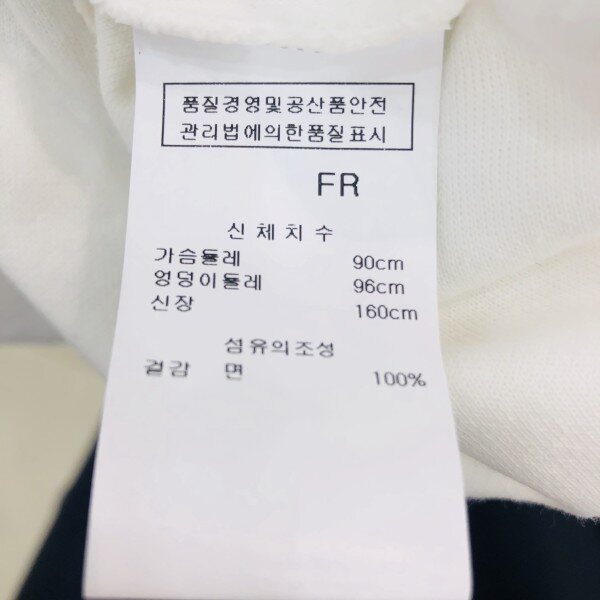 품질경영및공산품안전
관리법에의한품질표시
FR
신체치수
가슴둘레 90cm
엉덩이둘레 96cm
신장 160cm
섬유의조성
겉감 면 100%